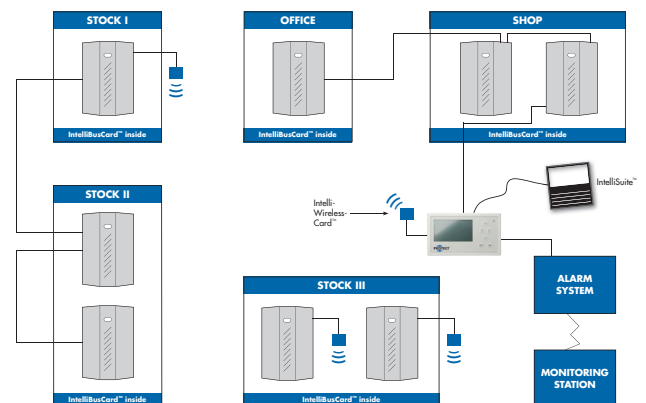 STOCK I
IntelliBusCard™ inside
OFFICE
IntelliBusCard™ inside
SHOP
IntelliBusCard™ inside
STOCK II
IntelliBusCard™ inside
Intelli-
Wireless-
Card™
IntelliSuite™
PROTECT
STOCK III
IntelliBusCard™ inside
ALARM
SYSTEM
MONITORING
STATION